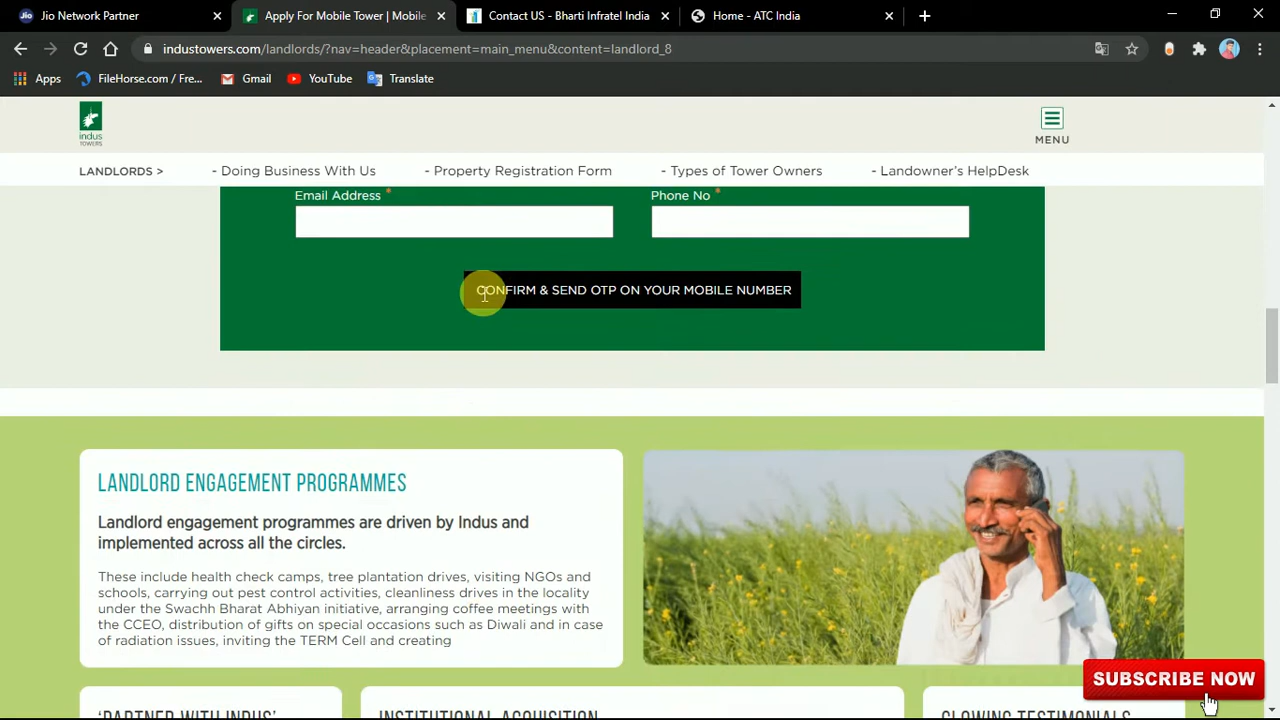 Jio Network Partner
Apply For Mobile Tower | Mobile
Contact US - Bharti Infratel India
Home - ATC India
industowers.com/landlords/?nav=header&placement=main_menu&content=landlord_8
Apps
FileHorse.com / Fre...
Gmail
YouTube
Translate
indus
TOWERS
MENU
LANDLORDS >
- Doing Business With Us
- Property Registration Form
- Types of Tower Owners
- Landowner's HelpDesk
Email Address *
Phone No *
CONFIRM & SEND OTP ON YOUR MOBILE NUMBER
LANDLORD ENGAGEMENT PROGRAMMES
Landlord engagement programmes are driven by Indus and
implemented across all the circles.
These include health check camps, tree plantation drives, visiting NGOs and
schools, carrying out pest control activities, cleanliness drives in the locality
under the Swachh Bharat Abhiyan initiative, arranging coffee meetings with
the CCEO, distribution of gifts on special occasions such as Diwali and in case
of radiation issues, inviting the TERM Cell and creating
SUBSCRIBE NOW
'PARTNER WITH INDUS'
INSTITUTIONAL ACQUISITION
GLOWING TESTIMONIALS